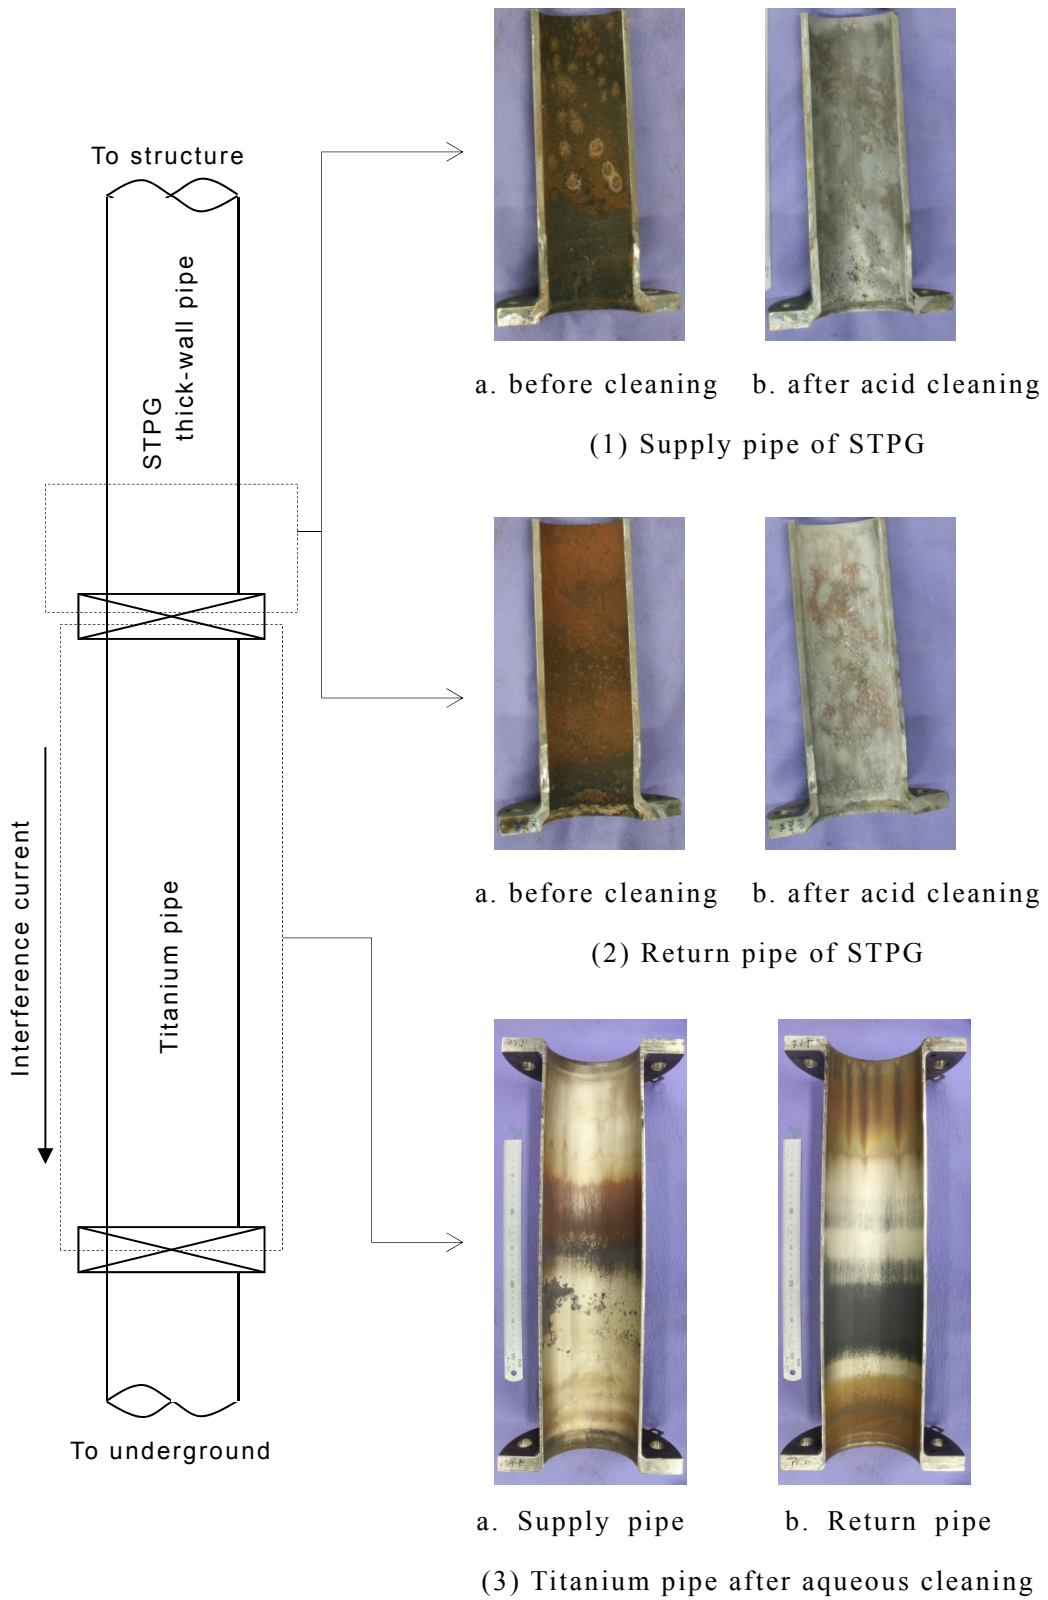 To structure
STPG
thick-wall pipe
Interference current
Titanium pipe
To underground
a. before cleaning
b. after acid cleaning
(1) Supply pipe of STPG
a. before cleaning
b. after acid cleaning
(2) Return pipe of STPG
a. Supply pipe
b. Return pipe
(3) Titanium pipe after aqueous cleaning